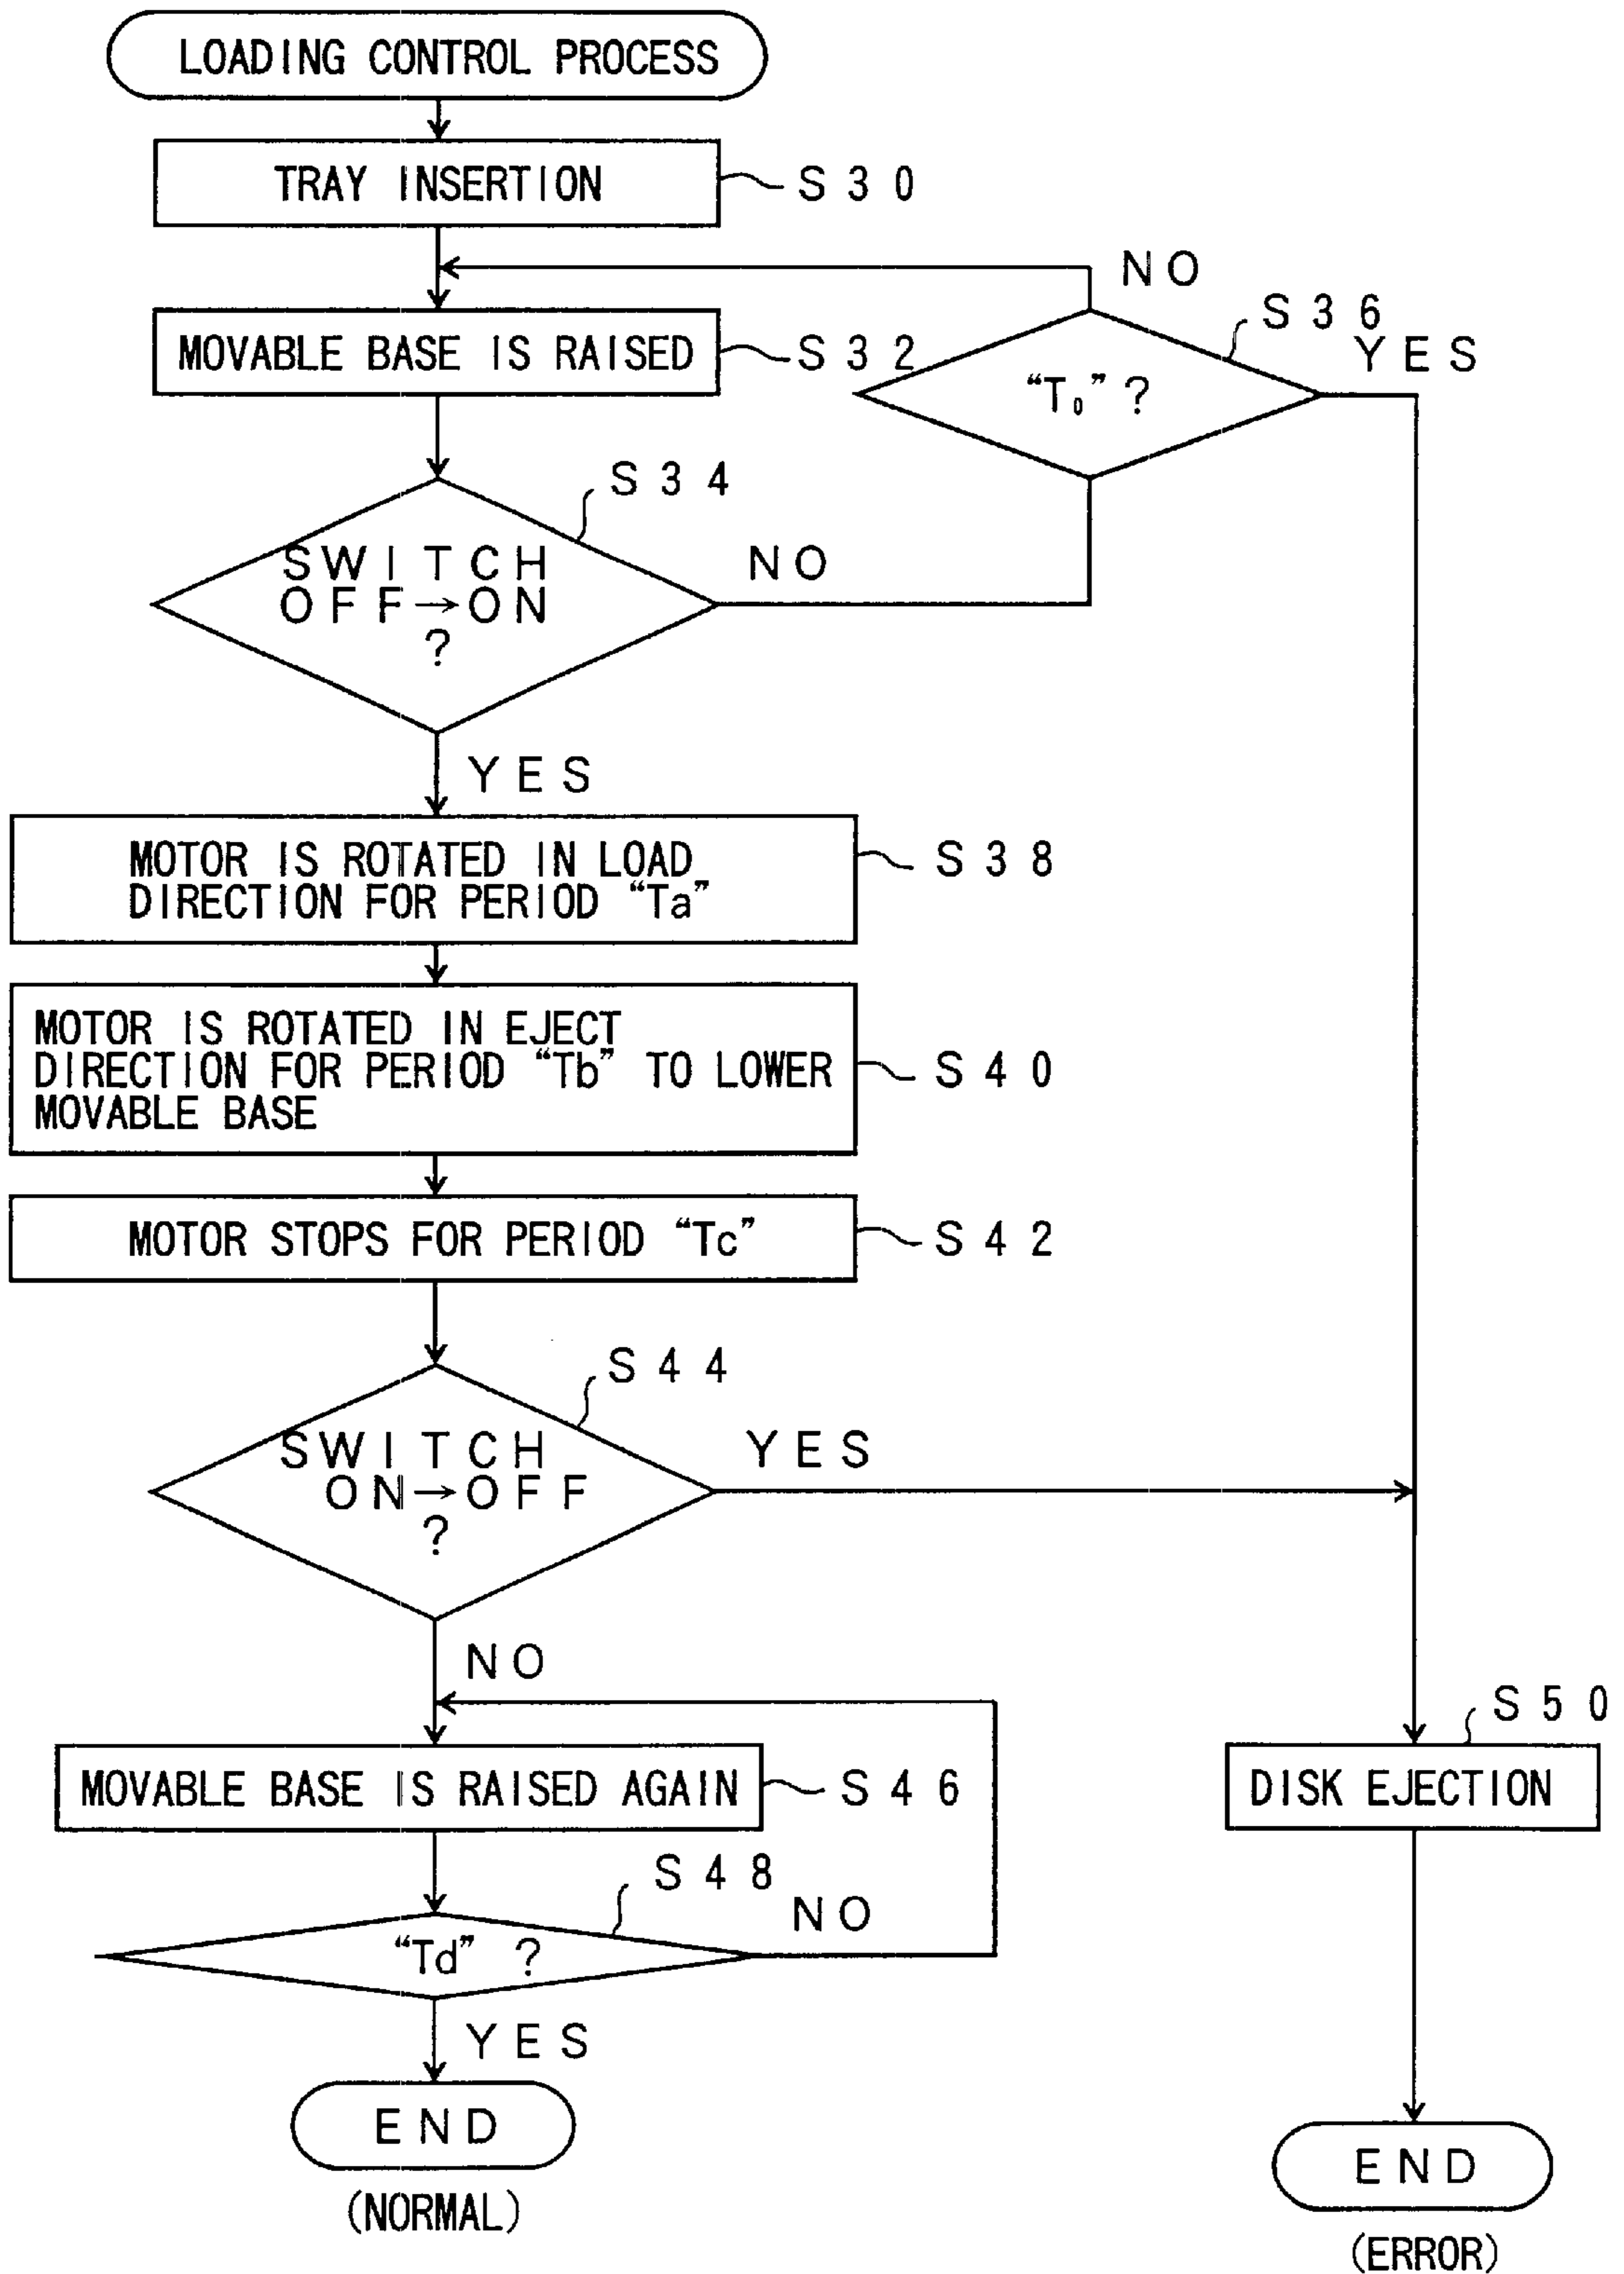 LOADING CONTROL PROCESS
TRAY INSERTION
S30
NO
MOVABLE BASE IS RAISED
S32
S36
YES
“T₀”?
S34
SWITCH
OFF→ON
?
NO
YES
MOTOR IS ROTATED IN LOAD
DIRECTION FOR PERIOD “Ta”
S38
MOTOR IS ROTATED IN EJECT
DIRECTION FOR PERIOD “Tb” TO LOWER
MOVABLE BASE
S40
MOTOR STOPS FOR PERIOD “Tc”
S42
S44
SWITCH
ON→OFF
?
YES
NO
MOVABLE BASE IS RAISED AGAIN
S46
S50
DISK EJECTION
S48
“Td” ?
NO
YES
END
(NORMAL)
END
(ERROR)